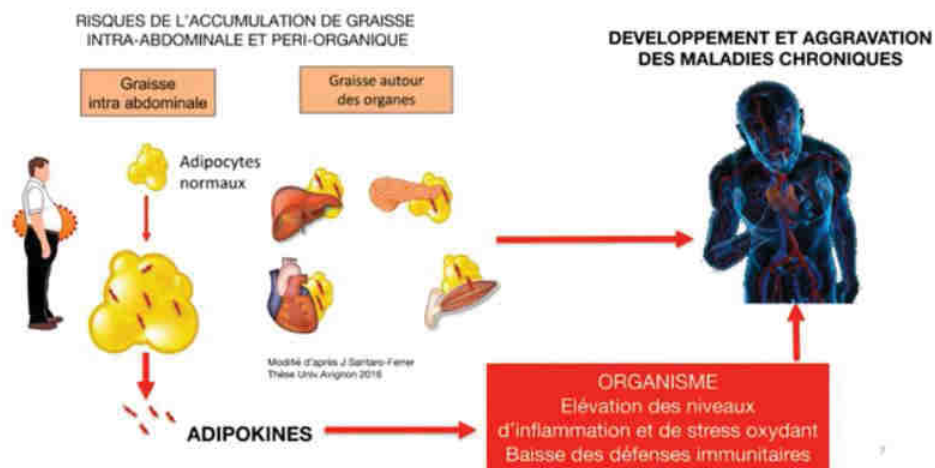 RISQUES DE L'ACCUMULATION DE GRAISSE
INTRA-ABDOMINALE ET PERI-ORGANIQUE
DEVELOPPEMENT ET AGGRAVATION
DES MALADIES CHRONIQUES
Graisse
intra abdominale
Graisse autour
des organes
Adipocytes
normaux
Modifié d'après J Santaro-Ferrer
Thèse Univ Avignon 2016
ADIPOKINES
ORGANISME
Elévation des niveaux
d'inflammation et de stress oxydant
Baisse des défenses immunitaires
7